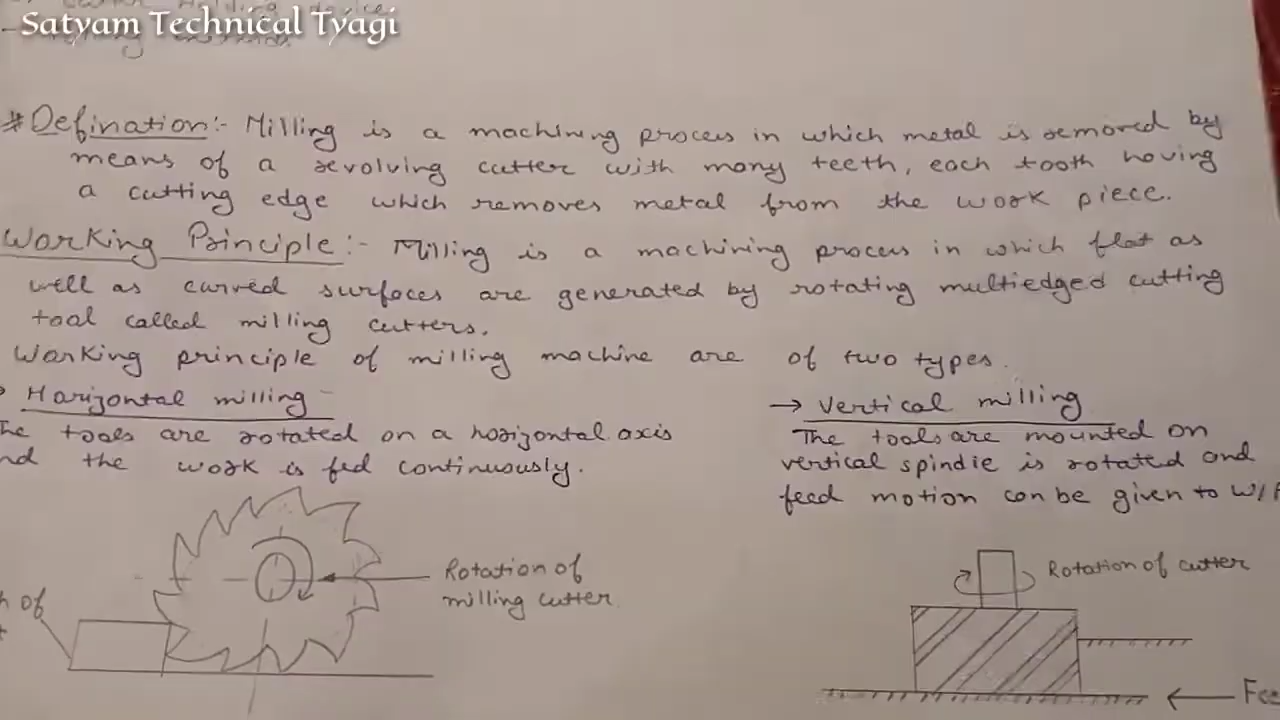 Satyam Technical Tyagi
# Defination:- Milling is a machining process in which metal is removed by
means of a revolving cutter with many teeth, each tooth having
a cutting edge which removes metal from the work piece.
Working Principle:- Milling is a machining process in which flat as
well as curved surfaces are generated by rotating multiedged cutting
tool called milling cutters.
Working principle of milling machine are of two types.
Horizontal milling
The tools are rotated on a horizontal axis
and the work is fed continuously.
→ Vertical milling
The tools are mounted on
vertical spindle is rotated and
feed motion can be given to W/P
of
Rotation of
milling cutter
Rotation of cutter